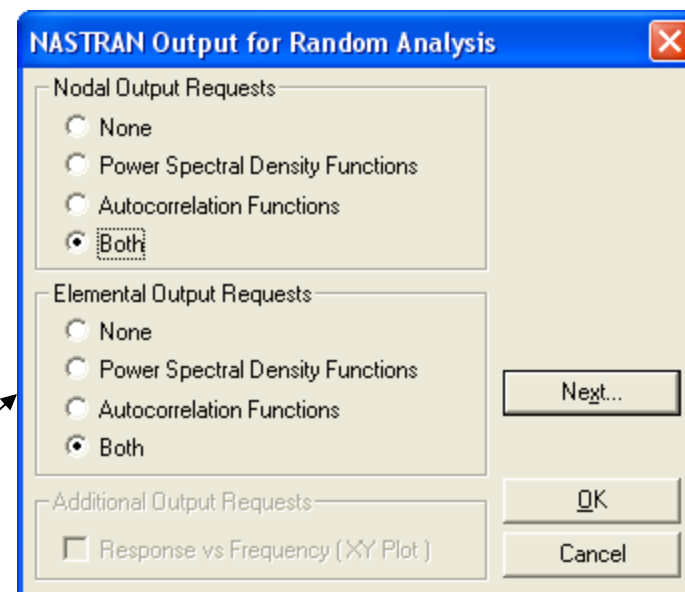 NASTRAN Output for Random Analysis
Nodal Output Requests
None
Power Spectral Density Functions
Autocorrelation Functions
Both
Elemental Output Requests
None
Power Spectral Density Functions
Autocorrelation Functions
Both
Next...
Additional Output Requests
Response vs Frequency ( XY Plot )
OK
Cancel